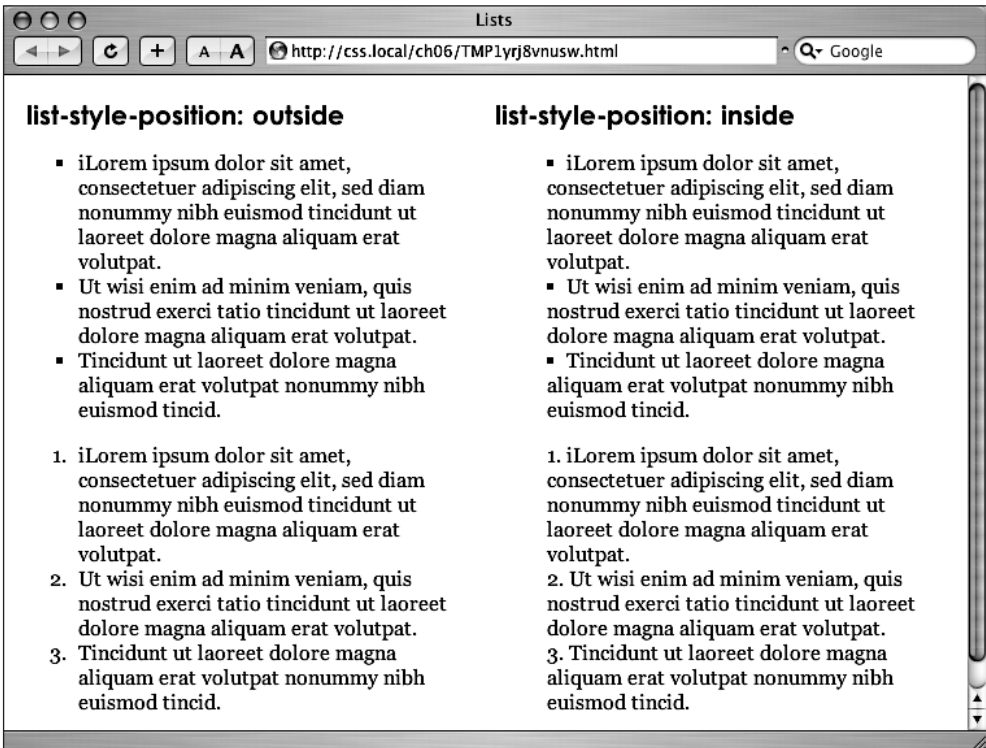 Lists
A A http://css.local/ch06/TMP1yrj8vnusw.html Google
list-style-position: outside
▪ iLorem ipsum dolor sit amet,
consectetuer adipiscing elit, sed diam
nonummy nibh euismod tincidunt ut
laoreet dolore magna aliquam erat
volutpat.
▪ Ut wisi enim ad minim veniam, quis
nostrud exerci tatio tincidunt ut laoreet
dolore magna aliquam erat volutpat.
▪ Tincidunt ut laoreet dolore magna
aliquam erat volutpat nonummy nibh
euismod tincid.
1. iLorem ipsum dolor sit amet,
consectetuer adipiscing elit, sed diam
nonummy nibh euismod tincidunt ut
laoreet dolore magna aliquam erat
volutpat.
2. Ut wisi enim ad minim veniam, quis
nostrud exerci tatio tincidunt ut laoreet
dolore magna aliquam erat volutpat.
3. Tincidunt ut laoreet dolore magna
aliquam erat volutpat nonummy nibh
euismod tincid.
list-style-position: inside
▪ iLorem ipsum dolor sit amet,
consectetuer adipiscing elit, sed diam
nonummy nibh euismod tincidunt ut
laoreet dolore magna aliquam erat
volutpat.
▪ Ut wisi enim ad minim veniam, quis
nostrud exerci tatio tincidunt ut laoreet
dolore magna aliquam erat volutpat.
▪ Tincidunt ut laoreet dolore magna
aliquam erat volutpat nonummy nibh
euismod tincid.
1. iLorem ipsum dolor sit amet,
consectetuer adipiscing elit, sed diam
nonummy nibh euismod tincidunt ut
laoreet dolore magna aliquam erat
volutpat.
2. Ut wisi enim ad minim veniam, quis
nostrud exerci tatio tincidunt ut laoreet
dolore magna aliquam erat volutpat.
3. Tincidunt ut laoreet dolore magna
aliquam erat volutpat nonummy nibh
euismod tincid.